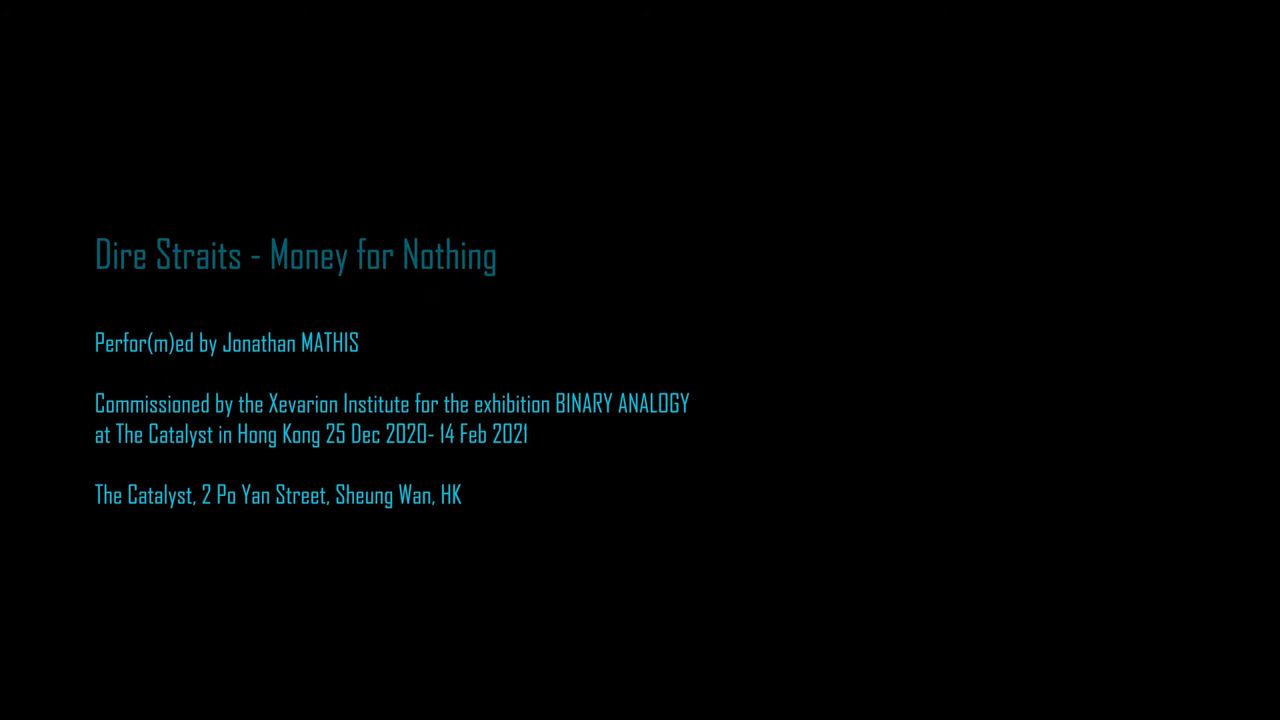 Dire Straits - Money for Nothing
Perfor(m)ed by Jonathan MATHIS
Commissioned by the Xevarion Institute for the exhibition BINARY ANALOGY
at The Catalyst in Hong Kong 25 Dec 2020- 14 Feb 2021
The Catalyst, 2 Po Yan Street, Sheung Wan, HK